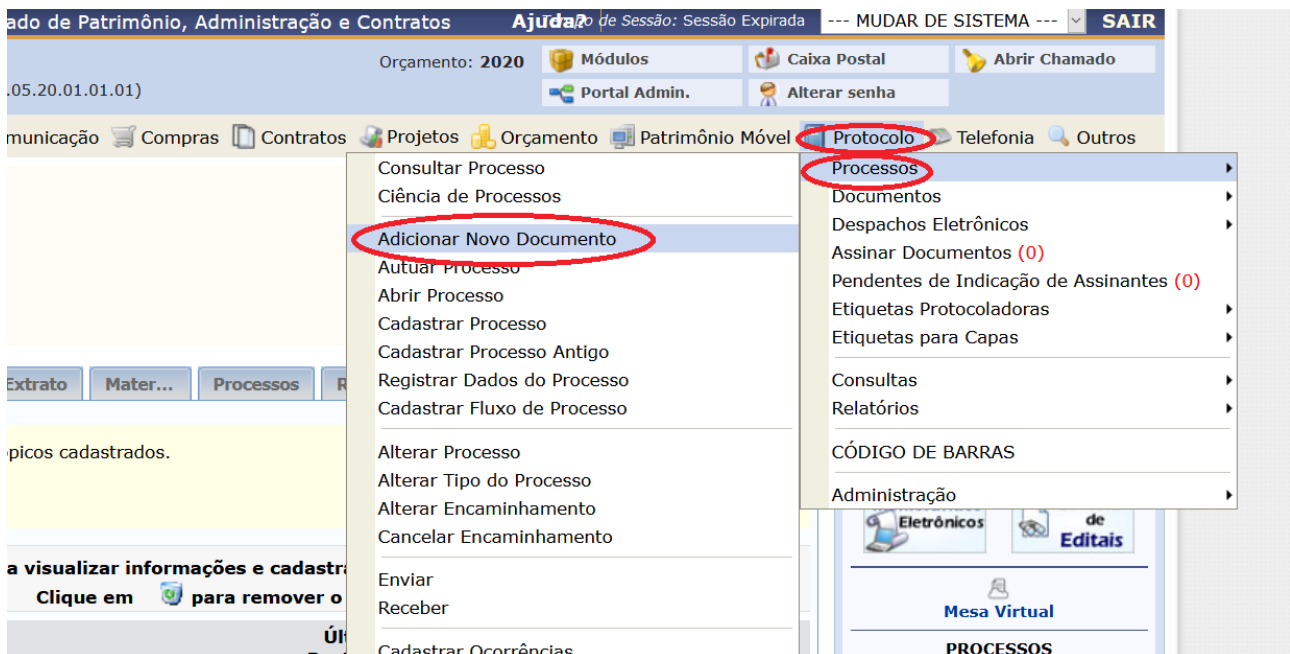 ado de Patrimônio, Administração e Contratos Ajuda? de Sessão: Sessão Expirada --- MUDAR DE SISTEMA --- SAIR
Orçamento: 2020 Módulos Caixa Postal Abrir Chamado
.05.20.01.01.01) Portal Admin. Alterar senha
municação Compras Contratos Projetos Orçamento Patrimônio Móvel Protocolo Telefonia Outros
Consultar Processo
Ciência de Processos
Adicionar Novo Documento
Autuar Processo
Abrir Processo
Cadastrar Processo
Cadastrar Processo Antigo
Registrar Dados do Processo
Cadastrar Fluxo de Processo
Alterar Processo
Alterar Tipo do Processo
Alterar Encaminhamento
Cancelar Encaminhamento
Enviar
Receber
Cadastrar Ocorrências
Processos
Documentos
Despachos Eletrônicos
Assinar Documentos (0)
Pendentes de Indicação de Assinantes (0)
Etiquetas Protocoladoras
Etiquetas para Capas
Consultas
Relatórios
CÓDIGO DE BARRAS
Administração
Extrato Mater... Processos R
picos cadastrados.
a visualizar informações e cadastra
Clique em para remover o
Últ
Eletrônicos
de
Editais
Mesa Virtual
PROCESSOS